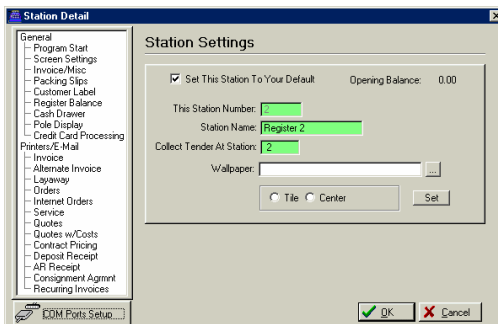 Station Detail
General
Program Start
Screen Settings
Invoice/Misc
Packing Slips
Customer Label
Register Balance
Cash Drawer
Pole Display
Credit Card Processing
Printers/E-Mail
Invoice
Alternate Invoice
Layaway
Orders
Internet Orders
Service
Quotes
Quotes w/Costs
Contract Pricing
Deposit Receipt
AR Receipt
Consignment Agrmnt
Recurring Invoices
COM Ports Setup
Station Settings
Set This Station To Your Default Opening Balance: 0.00
This Station Number: 2
Station Name: Register 2
Collect Tender At Station: 2
Wallpaper: ...
Tile Center Set
OK Cancel